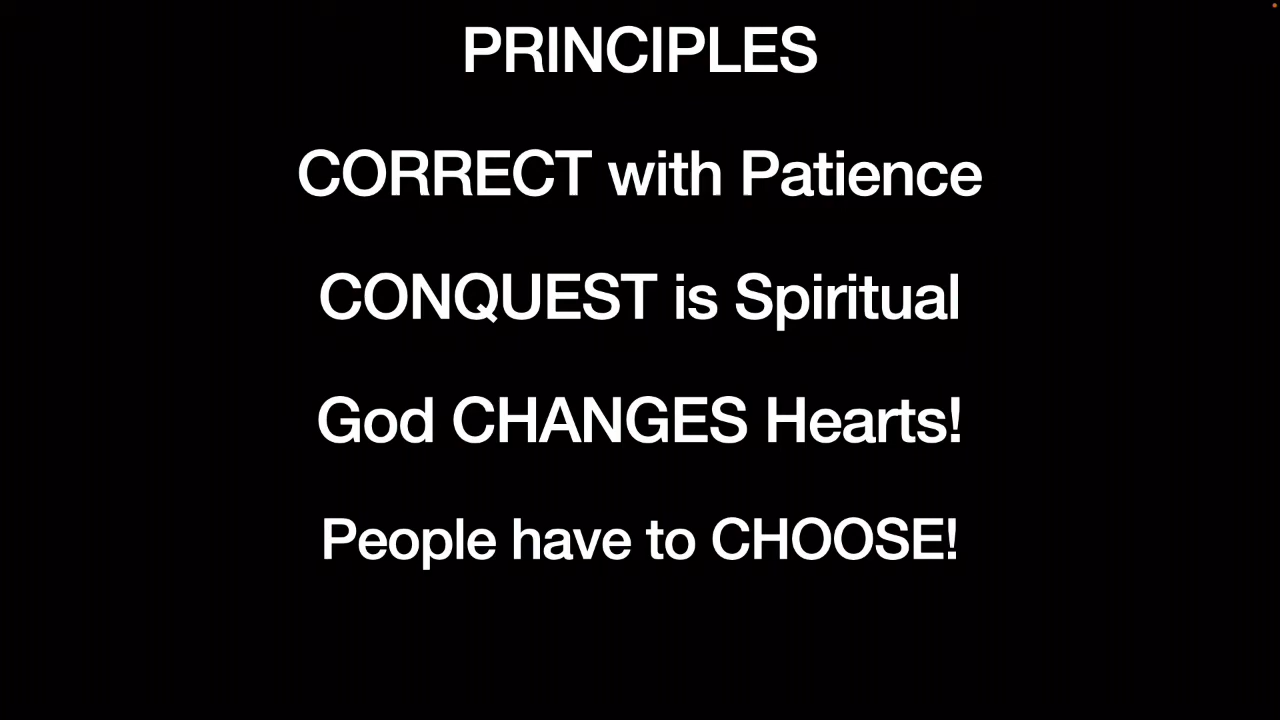 PRINCIPLES
CORRECT with Patience
CONQUEST is Spiritual
God CHANGES Hearts!
People have to CHOOSE!